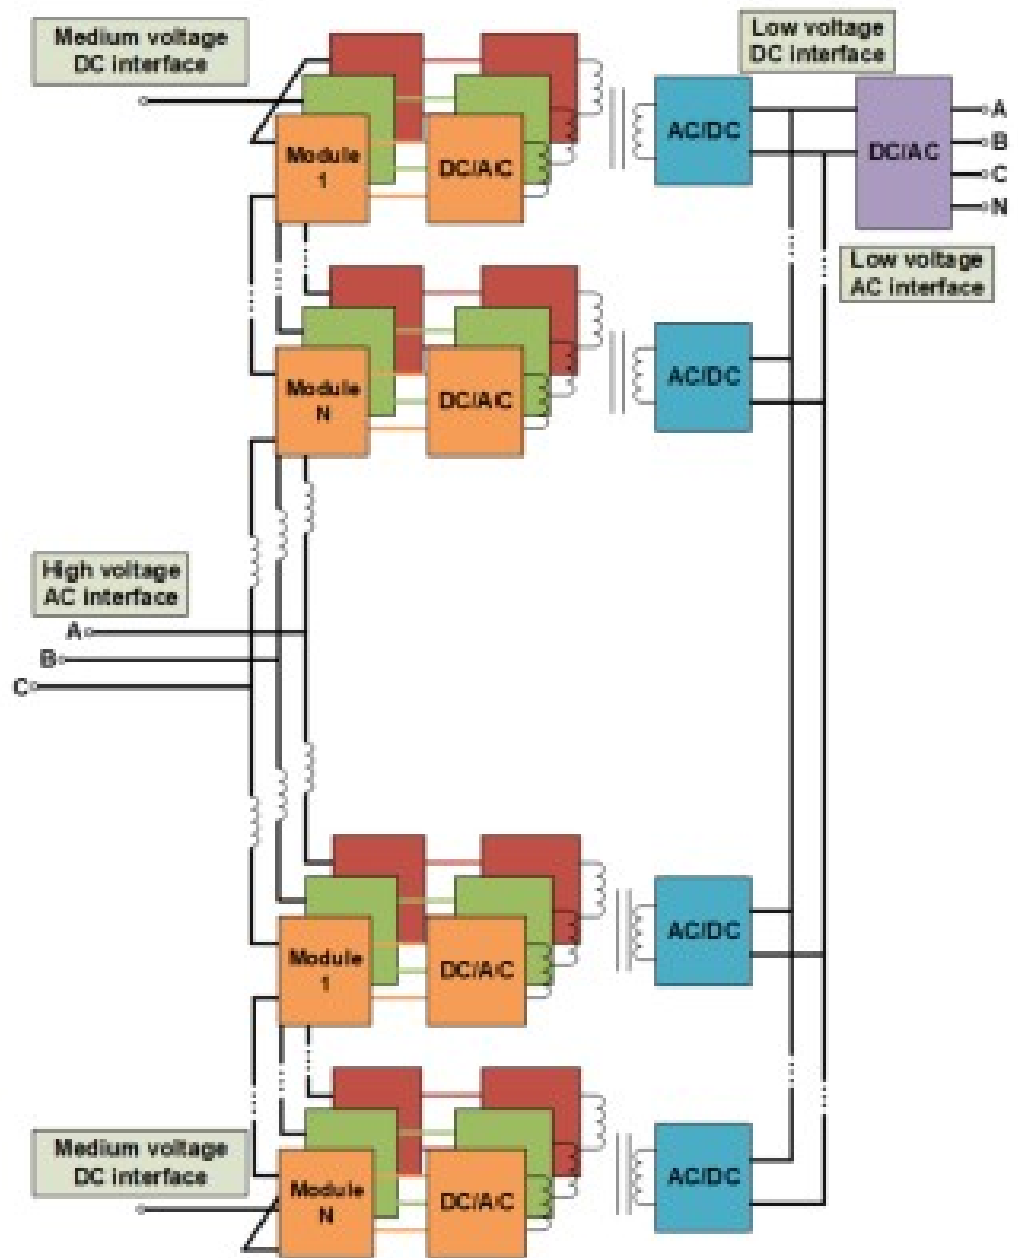 Medium voltage
DC interface
Low voltage
DC interface
Module
1
DC/AC
AC/DC
DC/AC
A
B
C
N
Low voltage
AC interface
Module
N
DC/AC
AC/DC
High voltage
AC interface
A
B
C
Module
1
DC/AC
AC/DC
Medium voltage
DC interface
Module
N
DC/AC
AC/DC